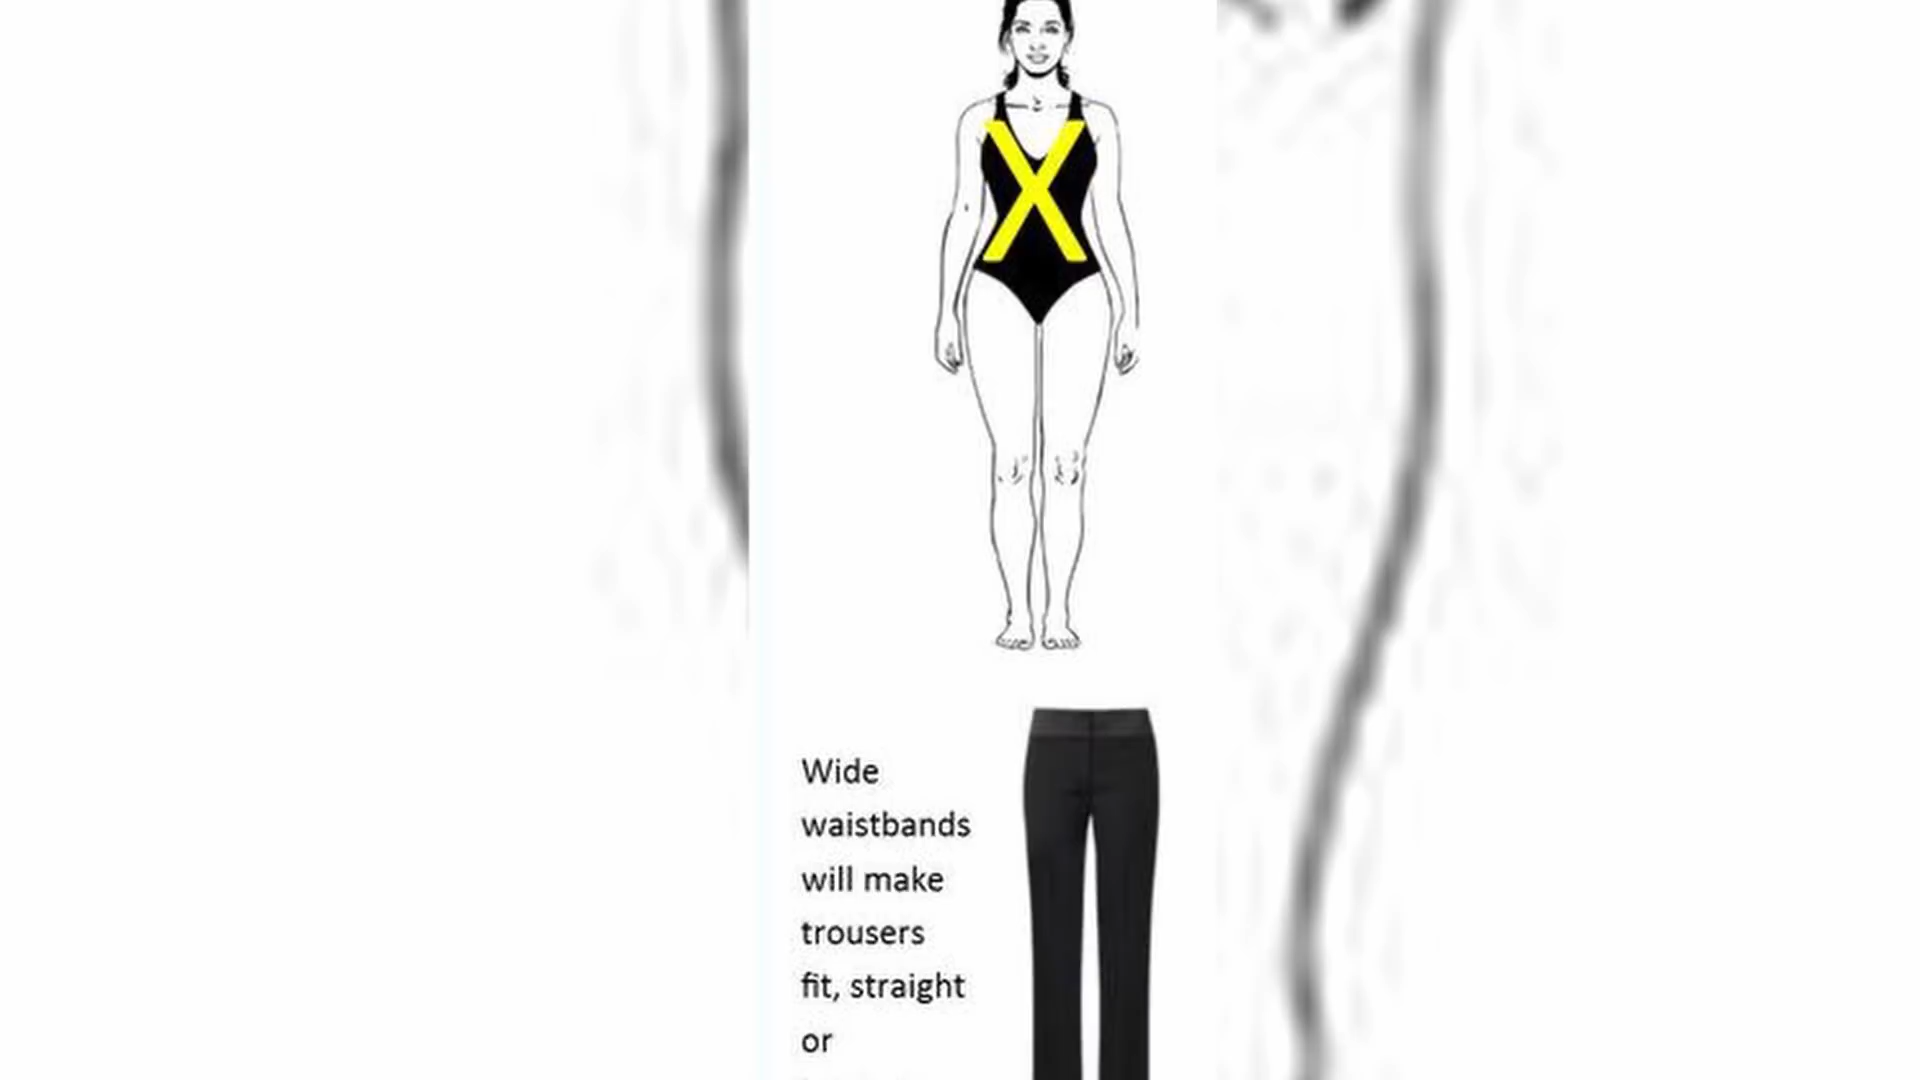 X
Wide
waistbands
will make
trousers
fit, straight
or